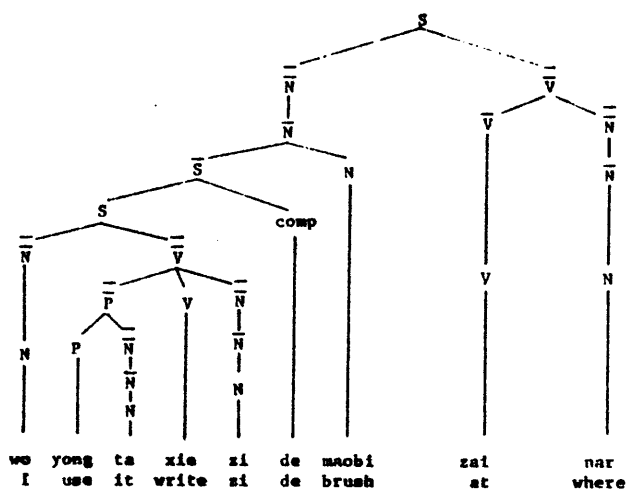 S
N̿ V̿
N̄ V̄ N̿
S̄ N N̄
S comp
N̿ V̿ V N
P̿ V N̿
N P N̿ N̄
N̄ N
N
wo yong ta xie zi de maobi zai nar
I use it write zi de brush at where